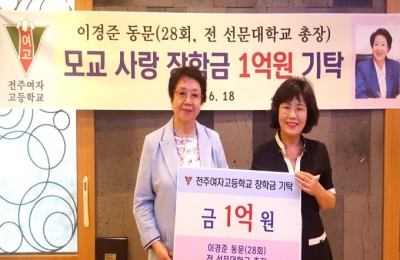 이경준 동문(28회, 전 선문대학교 총장)
모교 사랑 장학금 1억원 기탁
6. 18
여고
전주여자
고등학교
전주여자고등학교 장학금 기탁
금 1억 원
이경준 동문(28회)
전 선문대학교 총장